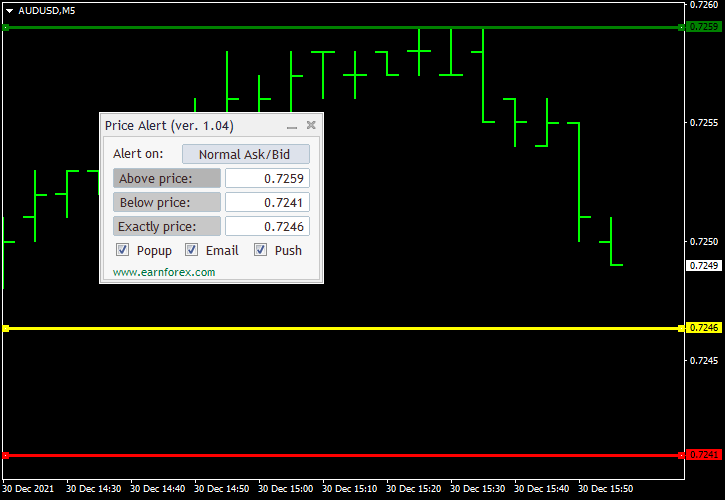 AUDUSD,M5
0.7260
0.7259
0.7255
Price Alert (ver. 1.04)
Alert on: Normal Ask/Bid
Above price: 0.7259
Below price: 0.7241
Exactly price: 0.7246
Popup Email Push
www.earnforex.com
0.7250
0.7249
0.7246
0.7245
0.7241
30 Dec 2021 30 Dec 14:30 30 Dec 14:40 30 Dec 14:50 30 Dec 15:00 30 Dec 15:10 30 Dec 15:20 30 Dec 15:30 30 Dec 15:40 30 Dec 15:50